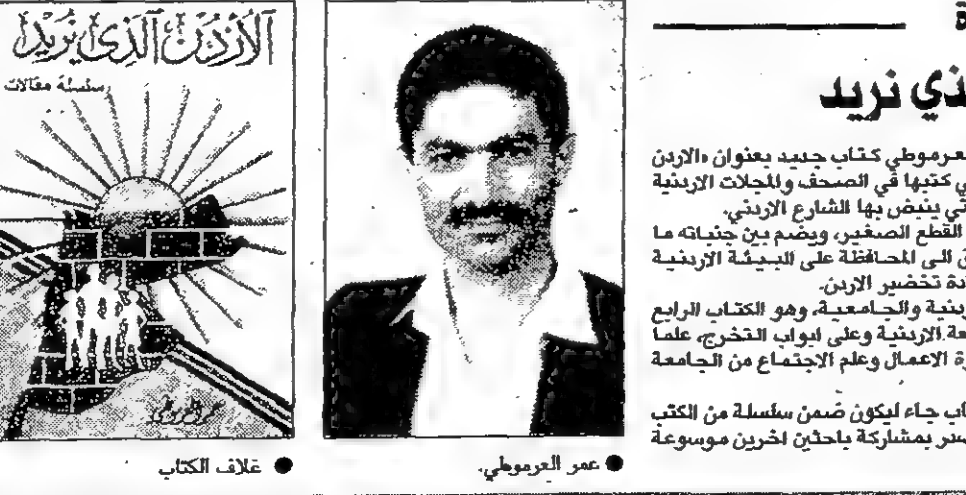 ة
ذي نريد
لعرموطي كتاب جديد بعنوان «الاردن
ي كتبها في الصحف والمجلات الاردنية
تي ينبض بها الشارع الاردني.
القطع الصغير، ويضم بين جنباته ما
ق الى المحافظة على البيئة الاردنية
دة تخضير الاردن.
ردنية والجامعية، وهو الكتاب الرابع
عة الاردنية وعلى ابواب التخرج، علما
رة الاعمال وعلم الاجتماع من الجامعة
اب جاء ليكون ضمن سلسلة من الكتب
صدر بمشاركة باحثين اخرين موسوعة
عمر العرموطي.
الأردن الذي نريد
سلسلة مقالات
عمر العرموطي
غلاف الكتاب